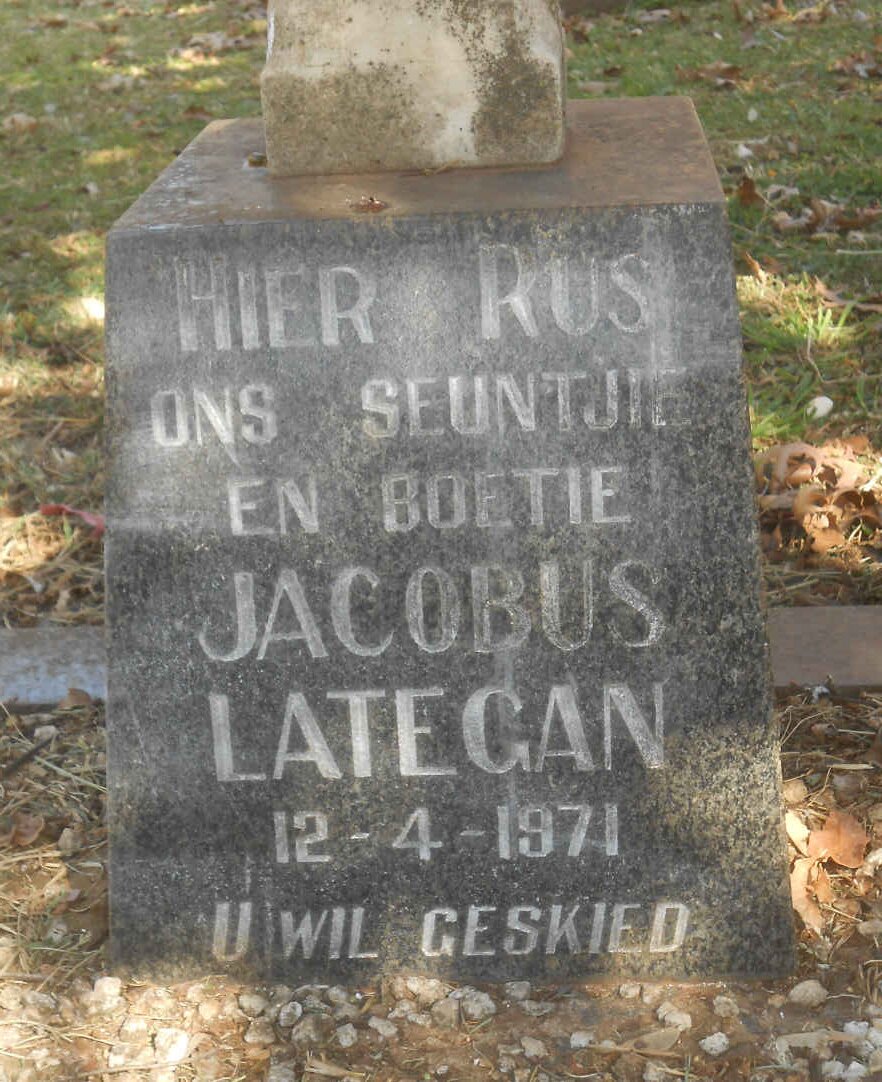 HIER RUS
ONS SEUNTJIE
EN BOETIE
JACOBUS
LATEGAN
12-4-1971
U WIL GESKIED